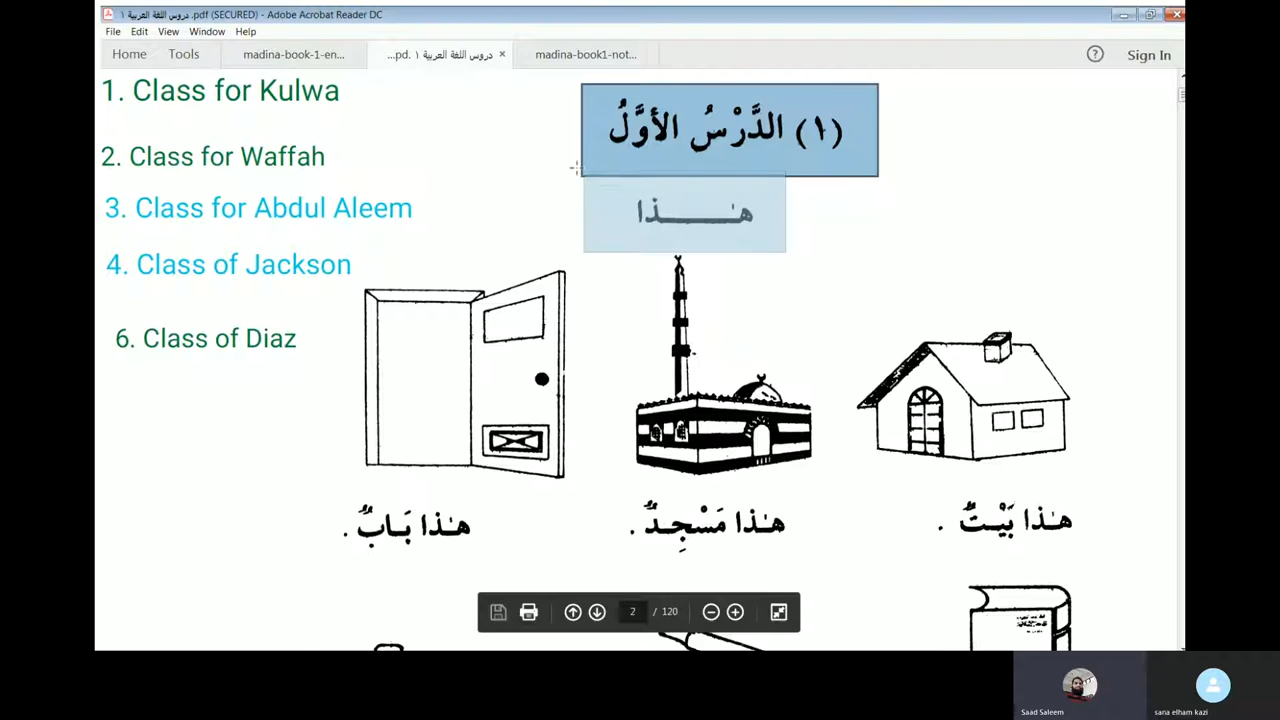 دروس اللغة العربية ١ .pdf (SECURED) - Adobe Acrobat Reader DC
File Edit View Window Help
Home Tools madina-book-1-en... دروس اللغة العربية ١ .pd... × madina-book1-not... ? Sign In
1. Class for Kulwa
2. Class for Waffah
3. Class for Abdul Aleem
4. Class of Jackson
6. Class of Diaz
(١) الدَّرْسُ الأَوَّلُ
هٰـــــذا
هٰذا بَيْتٌ .
هٰذا مَسْجِدٌ .
هٰذا بَابٌ .
2 / 120
Saad Saleem
sana elham kazi